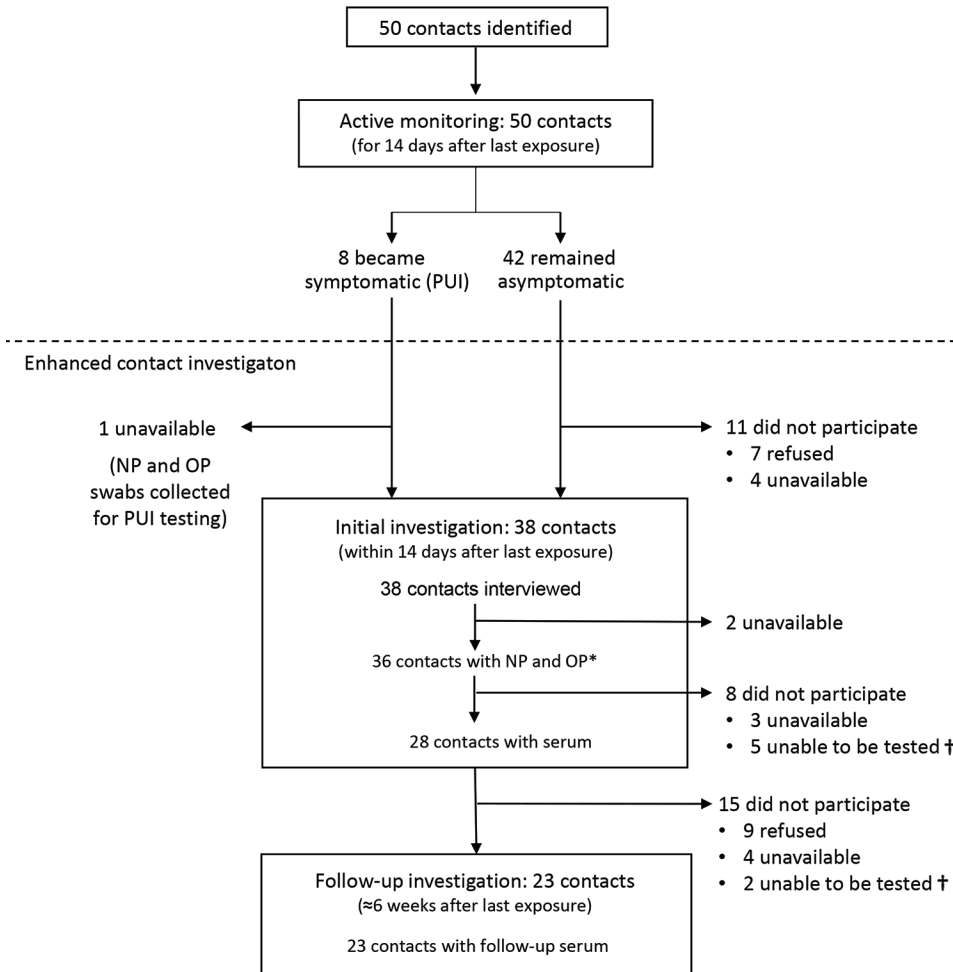 50 contacts identified
Active monitoring: 50 contacts
(for 14 days after last exposure)
8 became
symptomatic (PUI)
42 remained
asymptomatic
Enhanced contact investigaton
1 unavailable
(NP and OP
swabs collected
for PUI testing)
11 did not participate
• 7 refused
• 4 unavailable
Initial investigation: 38 contacts
(within 14 days after last exposure)
38 contacts interviewed
2 unavailable
36 contacts with NP and OP*
8 did not participate
• 3 unavailable
• 5 unable to be tested †
28 contacts with serum
15 did not participate
• 9 refused
• 4 unavailable
• 2 unable to be tested †
Follow-up investigation: 23 contacts
(≈6 weeks after last exposure)
23 contacts with follow-up serum